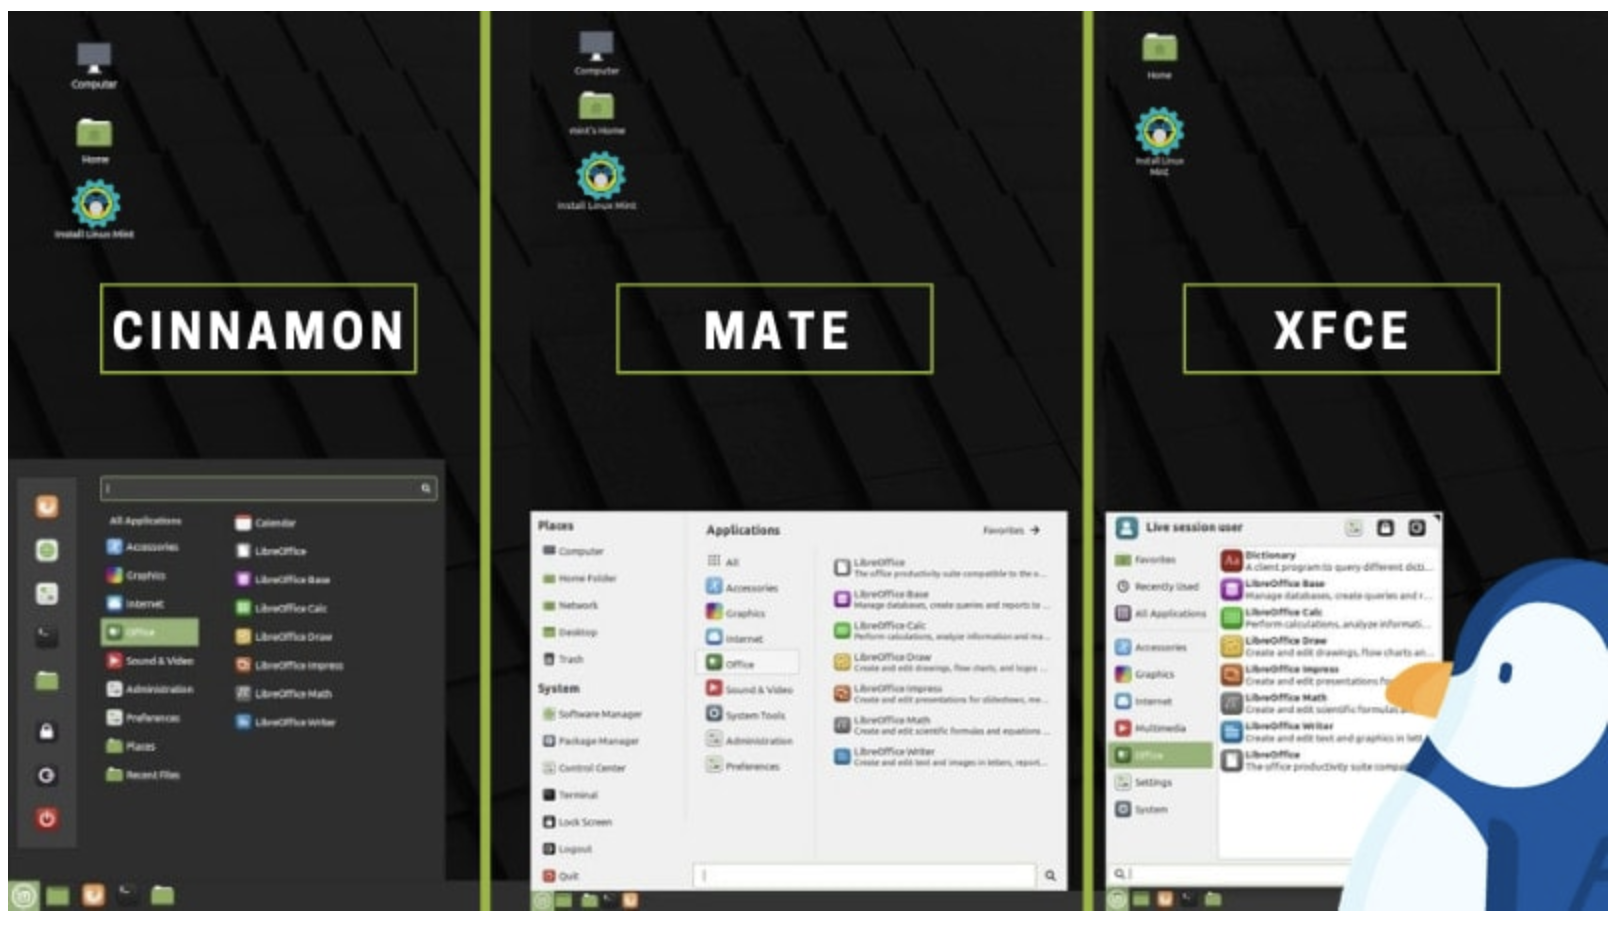 Computer
Home
Install Linux Mint
CINNAMON
All Applications
Accessories
Graphics
Internet
Office
Sound & Video
Administration
Preferences
Places
Recent Files
Calendar
LibreOffice
LibreOffice Base
LibreOffice Calc
LibreOffice Draw
LibreOffice Impress
LibreOffice Math
LibreOffice Writer
Computer
mint's Home
Install Linux Mint
MATE
Places
Computer
Home Folder
Network
Desktop
Trash
System
Software Manager
Package Manager
Control Center
Terminal
Lock Screen
Logout
Quit
Applications
Favorites →
All
Accessories
Graphics
Internet
Office
Sound & Video
System Tools
Administration
Preferences
LibreOffice
The office productivity suite compatible to the o...
LibreOffice Base
Manage databases, create queries and reports to ...
LibreOffice Calc
Perform calculations, analyze information and ma...
LibreOffice Draw
Create and edit drawings, flow charts, and logos ...
LibreOffice Impress
Create and edit presentations for slideshows, me...
LibreOffice Math
Create and edit scientific formulas and equations ...
LibreOffice Writer
Create and edit text and images in letters, report...
Home
Install Linux
Mint
XFCE
Live session user
Favorites
Recently Used
All Applications
Accessories
Graphics
Internet
Multimedia
Office
Settings
System
Dictionary
A client program to query different dicti...
LibreOffice Base
Manage databases, create queries and r...
LibreOffice Calc
Perform calculations, analyze informati...
LibreOffice Draw
Create and edit drawings, flow charts an...
LibreOffice Impress
Create and edit presentations fo
LibreOffice Math
Create and edit scientific formulas
LibreOffice Writer
Create and edit text and graphics in lett
LibreOffice
The office productivity suite compa